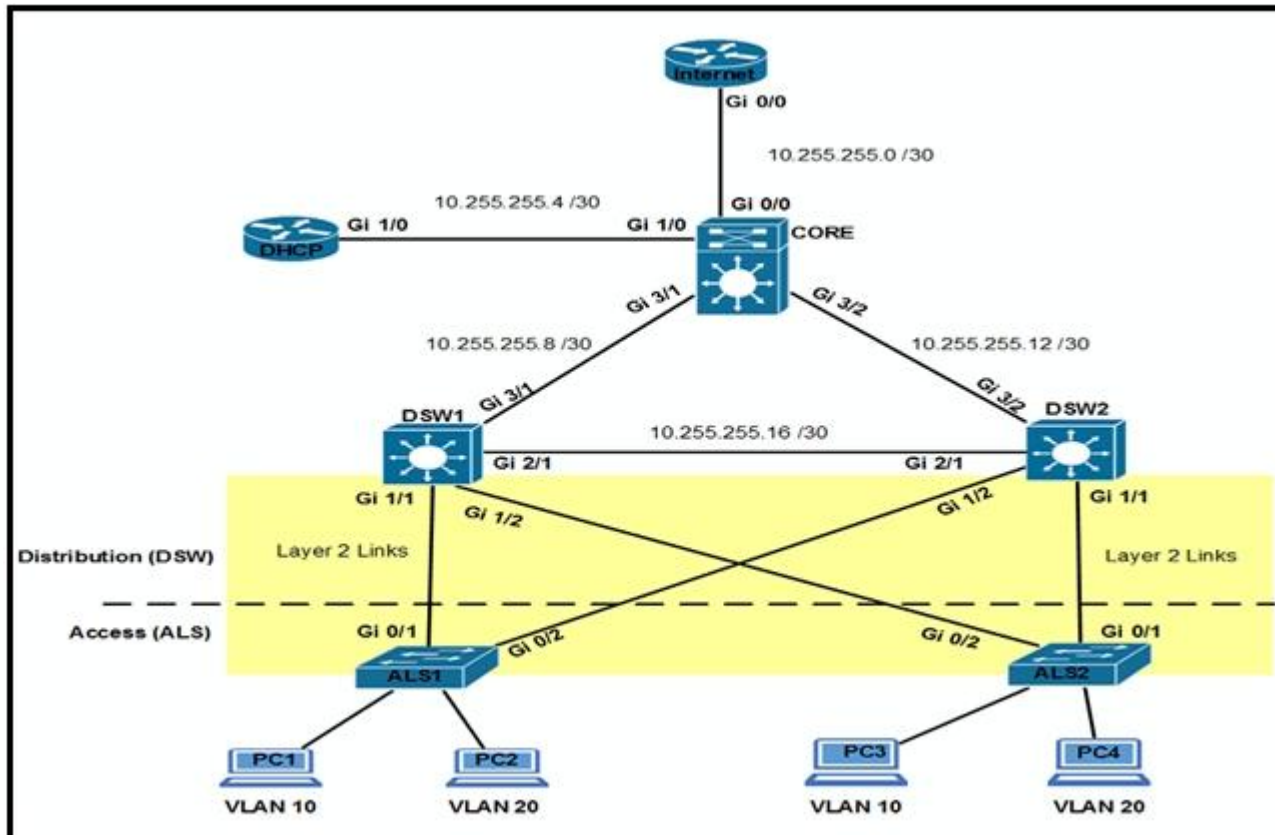 Internet
Gi 0/0
10.255.255.0 /30
10.255.255.4 /30
Gi 0/0
Gi 1/0
Gi 1/0
CORE
DHCP
Gi 3/1
Gi 3/2
10.255.255.8 /30
10.255.255.12 /30
Gi 3/1
Gi 3/2
DSW1
DSW2
10.255.255.16 /30
Gi 2/1
Gi 2/1
Gi 1/1
Gi 1/2
Gi 1/2
Gi 1/1
Layer 2 Links
Layer 2 Links
Distribution (DSW)
Access (ALS)
Gi 0/1
Gi 0/2
Gi 0/2
Gi 0/1
ALS1
ALS2
PC1
PC2
PC3
PC4
VLAN 10
VLAN 20
VLAN 10
VLAN 20